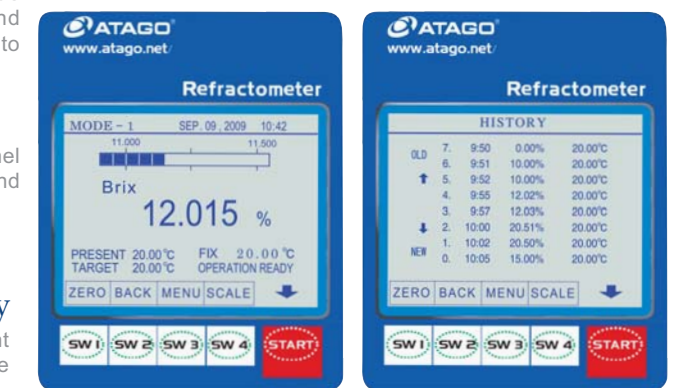 nd
to
nel
nd
y
nt
e
ATAGO®
www.atago.net/
Refractometer
MODE - 1 SEP. 09, 2009 10:42
11.000 11.500
Brix
12.015 %
PRESENT 20.00°C FIX 20.00°C
TARGET 20.00°C OPERATION READY
ZERO BACK MENU SCALE
SW 1 SW 2 SW 3 SW 4 START
ATAGO®
www.atago.net/
Refractometer
HISTORY
OLD 7. 9:50 0.00% 20.00°C
6. 9:51 10.00% 20.00°C
5. 9:52 10.00% 20.00°C
4. 9:55 12.02% 20.00°C
3. 9:57 12.03% 20.00°C
2. 10:00 20.51% 20.00°C
NEW 1. 10:02 20.50% 20.00°C
0. 10:05 15.00% 20.00°C
ZERO BACK MENU SCALE
SW 1 SW 2 SW 3 SW 4 START